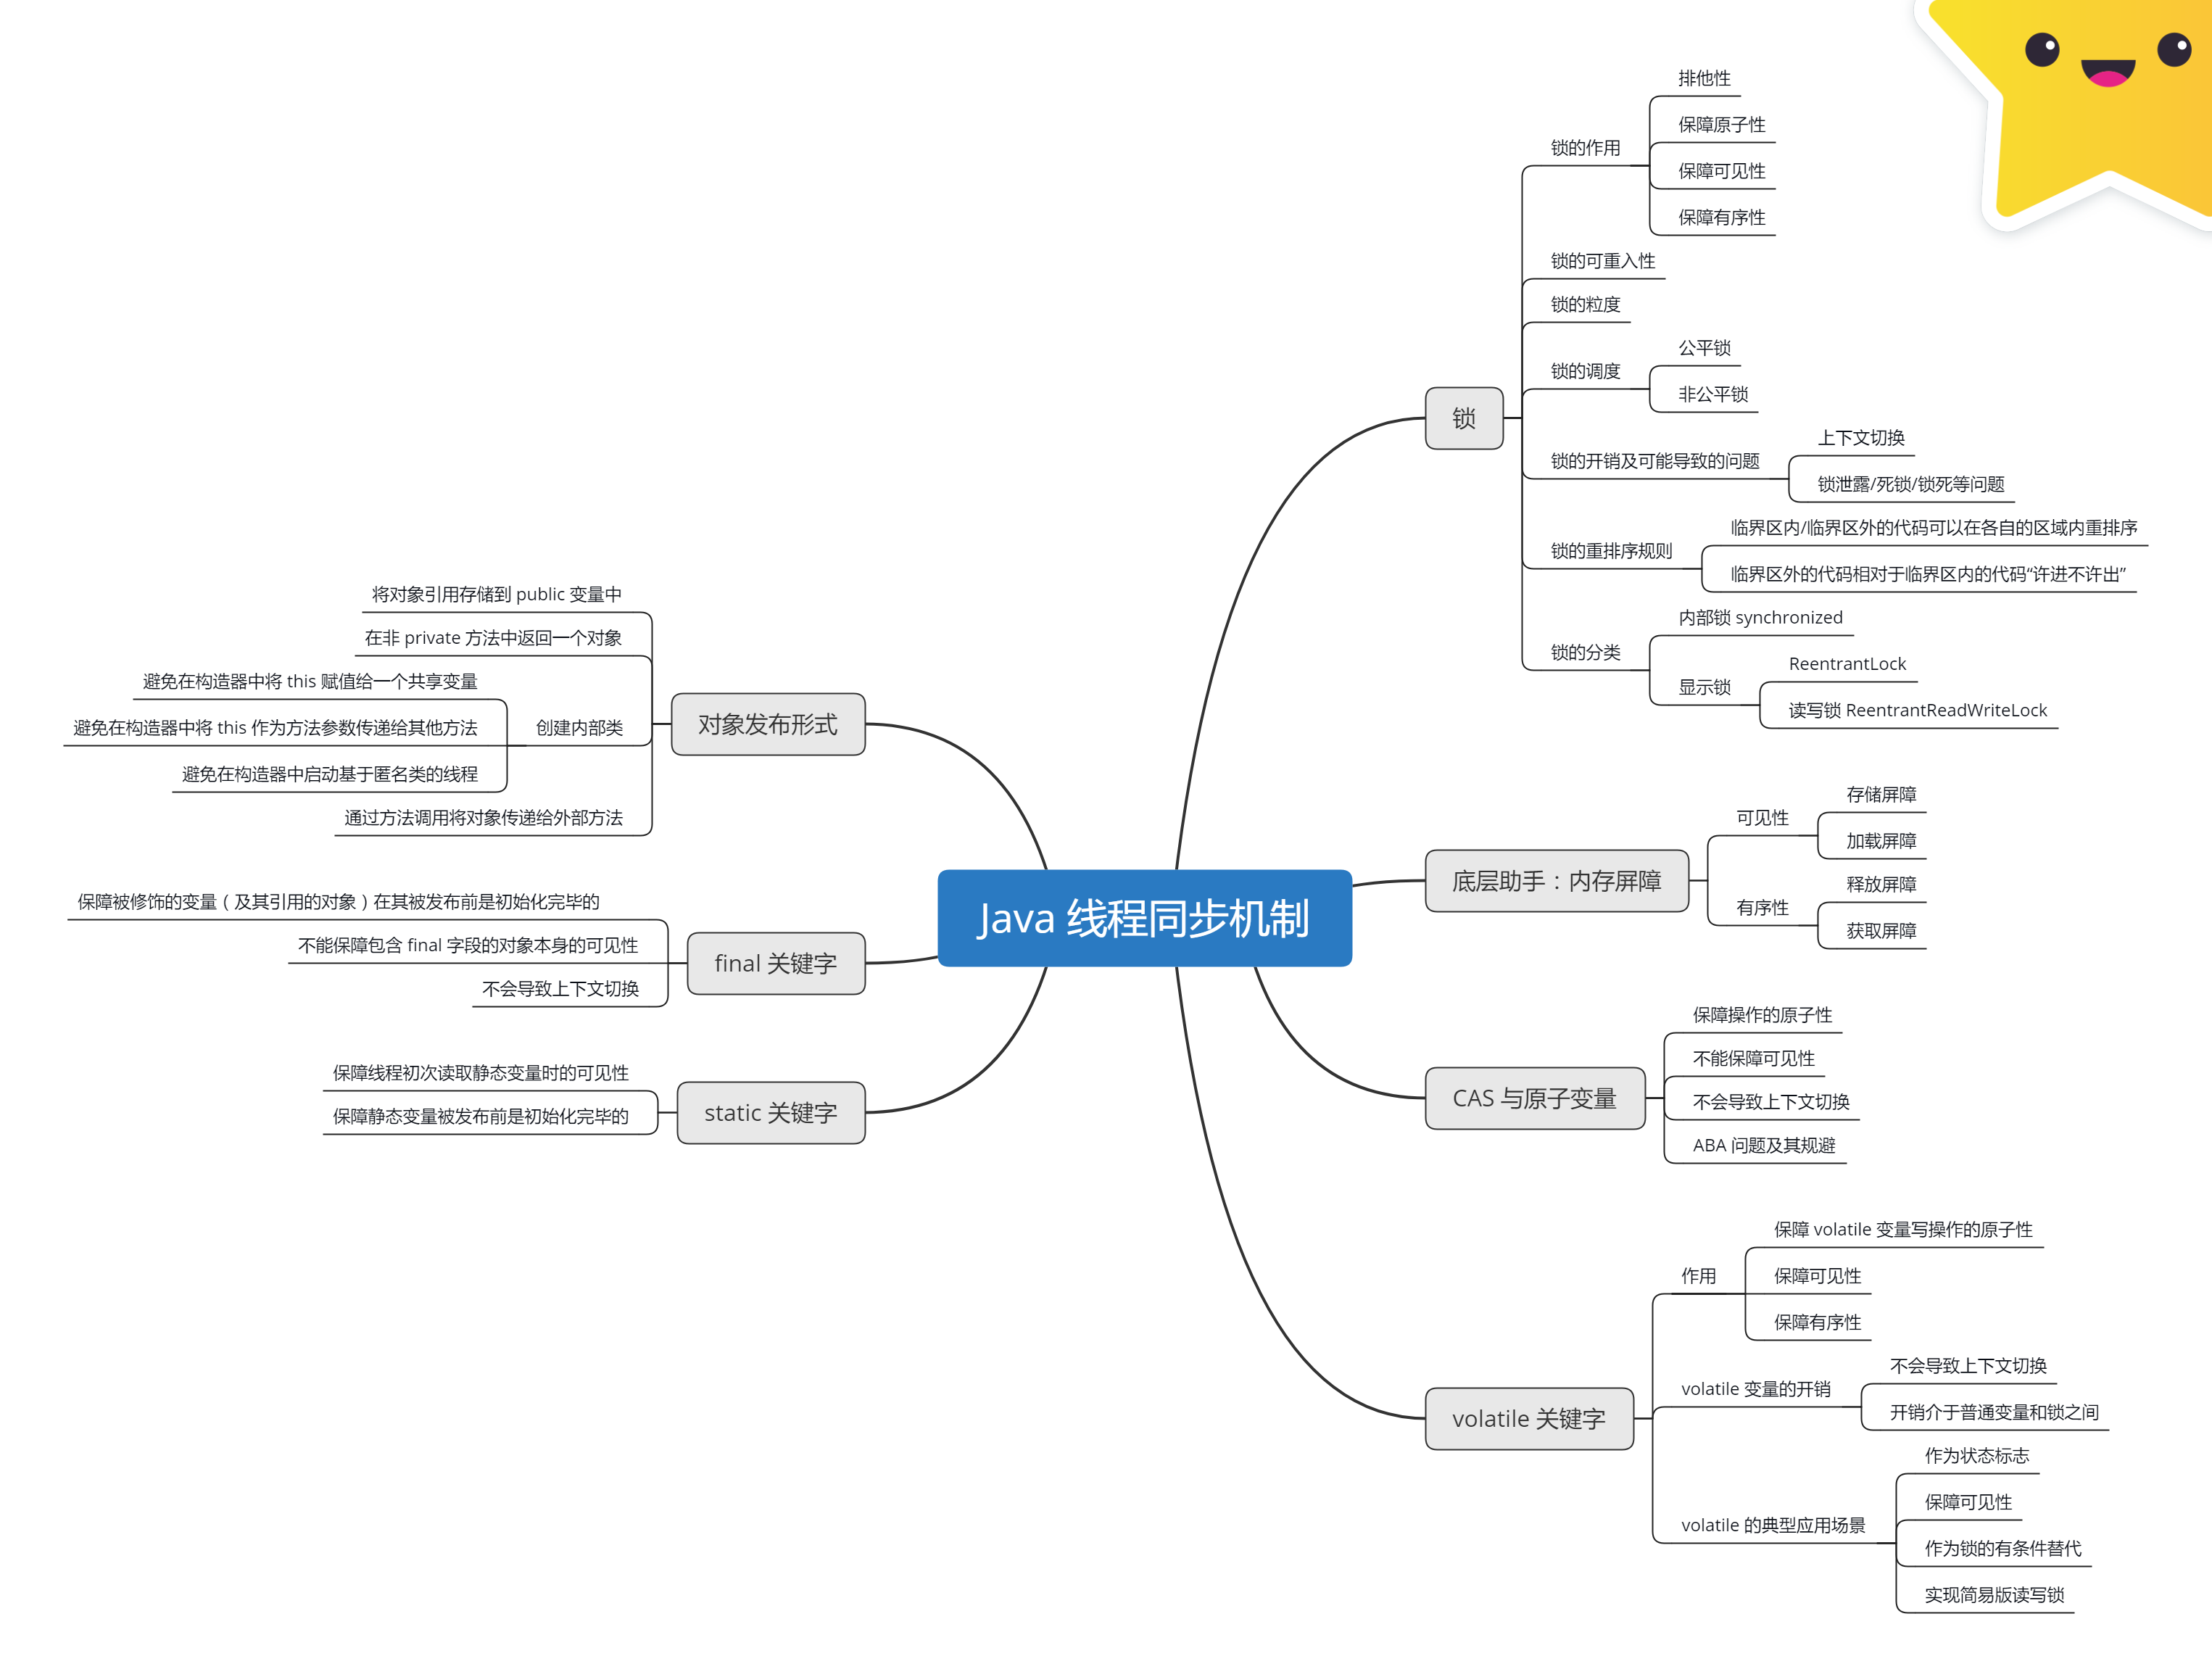 Java 线程同步机制
锁
锁的作用
排他性
保障原子性
保障可见性
保障有序性
锁的可重入性
锁的粒度
锁的调度
公平锁
非公平锁
锁的开销及可能导致的问题
上下文切换
锁泄露/死锁/锁死等问题
锁的重排序规则
临界区内/临界区外的代码可以在各自的区域内重排序
临界区外的代码相对于临界区内的代码“许进不许出”
锁的分类
内部锁 synchronized
显示锁
ReentrantLock
读写锁 ReentrantReadWriteLock
底层助手：内存屏障
可见性
存储屏障
加载屏障
有序性
释放屏障
获取屏障
CAS 与原子变量
保障操作的原子性
不能保障可见性
不会导致上下文切换
ABA 问题及其规避
volatile 关键字
作用
保障 volatile 变量写操作的原子性
保障可见性
保障有序性
volatile 变量的开销
不会导致上下文切换
开销介于普通变量和锁之间
volatile 的典型应用场景
作为状态标志
保障可见性
作为锁的有条件替代
实现简易版读写锁
对象发布形式
将对象引用存储到 public 变量中
在非 private 方法中返回一个对象
创建内部类
避免在构造器中将 this 赋值给一个共享变量
避免在构造器中将 this 作为方法参数传递给其他方法
避免在构造器中启动基于匿名类的线程
通过方法调用将对象传递给外部方法
final 关键字
保障被修饰的变量（及其引用的对象）在其被发布前是初始化完毕的
不能保障包含 final 字段的对象本身的可见性
不会导致上下文切换
static 关键字
保障线程初次读取静态变量时的可见性
保障静态变量被发布前是初始化完毕的